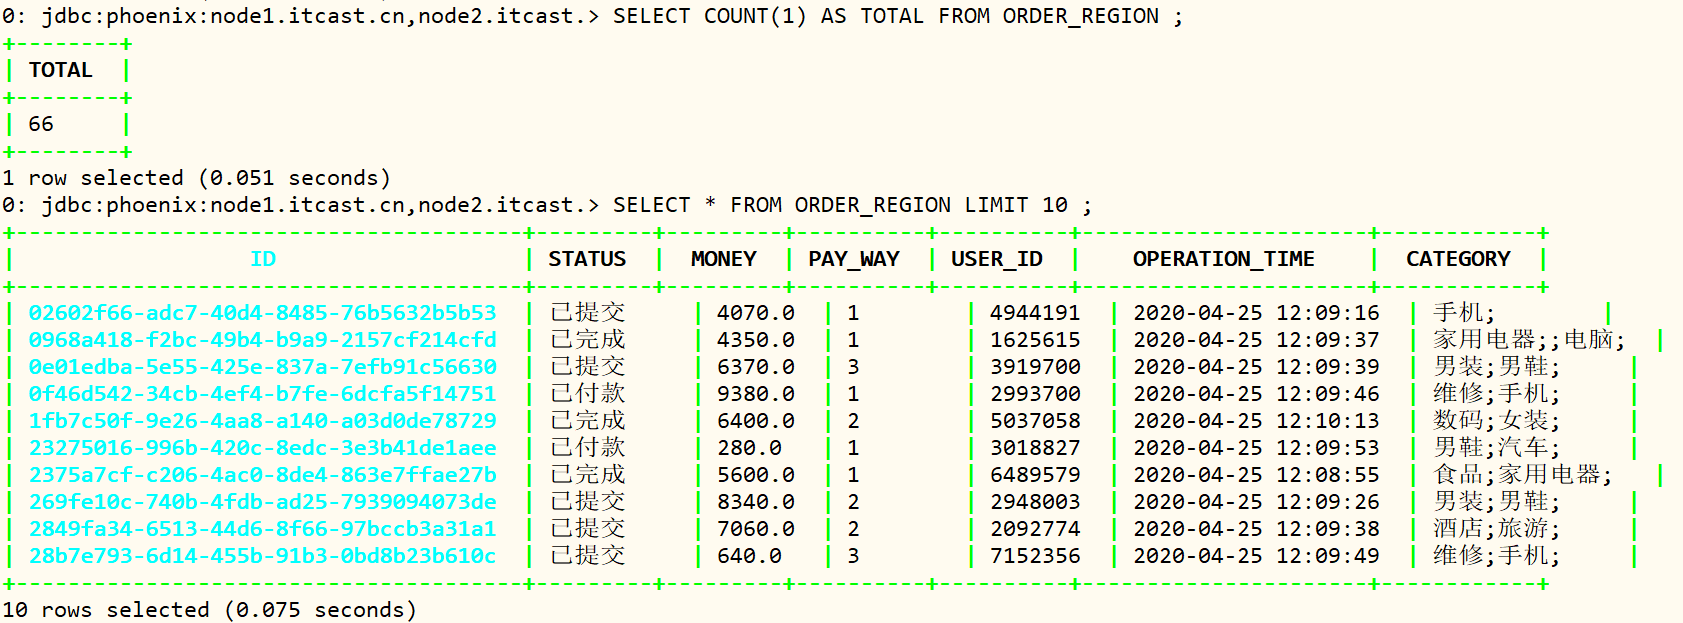 0: jdbc:phoenix:node1.itcast.cn,node2.itcast.> SELECT COUNT(1) AS TOTAL FROM ORDER_REGION ;
+--------+
| TOTAL |
+--------+
| 66 |
+--------+
1 row selected (0.051 seconds)
0: jdbc:phoenix:node1.itcast.cn,node2.itcast.> SELECT * FROM ORDER_REGION LIMIT 10 ;
+---------------------------------------+---------+---------+----------+----------+----------------------+------------+
| ID | STATUS | MONEY | PAY_WAY | USER_ID | OPERATION_TIME | CATEGORY |
+---------------------------------------+---------+---------+----------+----------+----------------------+------------+
| 02602f66-adc7-40d4-8485-76b5632b5b53 | 已提交 | 4070.0 | 1 | 4944191 | 2020-04-25 12:09:16 | 手机; |
| 0968a418-f2bc-49b4-b9a9-2157cf214cfd | 已完成 | 4350.0 | 1 | 1625615 | 2020-04-25 12:09:37 | 家用电器;;电脑; |
| 0e01edba-5e55-425e-837a-7efb91c56630 | 已提交 | 6370.0 | 3 | 3919700 | 2020-04-25 12:09:39 | 男装;男鞋; |
| 0f46d542-34cb-4ef4-b7fe-6dcfa5f14751 | 已付款 | 9380.0 | 1 | 2993700 | 2020-04-25 12:09:46 | 维修;手机; |
| 1fb7c50f-9e26-4aa8-a140-a03d0de78729 | 已完成 | 6400.0 | 2 | 5037058 | 2020-04-25 12:10:13 | 数码;女装; |
| 23275016-996b-420c-8edc-3e3b41de1aee | 已付款 | 280.0 | 1 | 3018827 | 2020-04-25 12:09:53 | 男鞋;汽车; |
| 2375a7cf-c206-4ac0-8de4-863e7ffae27b | 已完成 | 5600.0 | 1 | 6489579 | 2020-04-25 12:08:55 | 食品;家用电器; |
| 269fe10c-740b-4fdb-ad25-7939094073de | 已提交 | 8340.0 | 2 | 2948003 | 2020-04-25 12:09:26 | 男装;男鞋; |
| 2849fa34-6513-44d6-8f66-97bccb3a31a1 | 已提交 | 7060.0 | 2 | 2092774 | 2020-04-25 12:09:38 | 酒店;旅游; |
| 28b7e793-6d14-455b-91b3-0bd8b23b610c | 已提交 | 640.0 | 3 | 7152356 | 2020-04-25 12:09:49 | 维修;手机; |
+---------------------------------------+---------+---------+----------+----------+----------------------+------------+
10 rows selected (0.075 seconds)